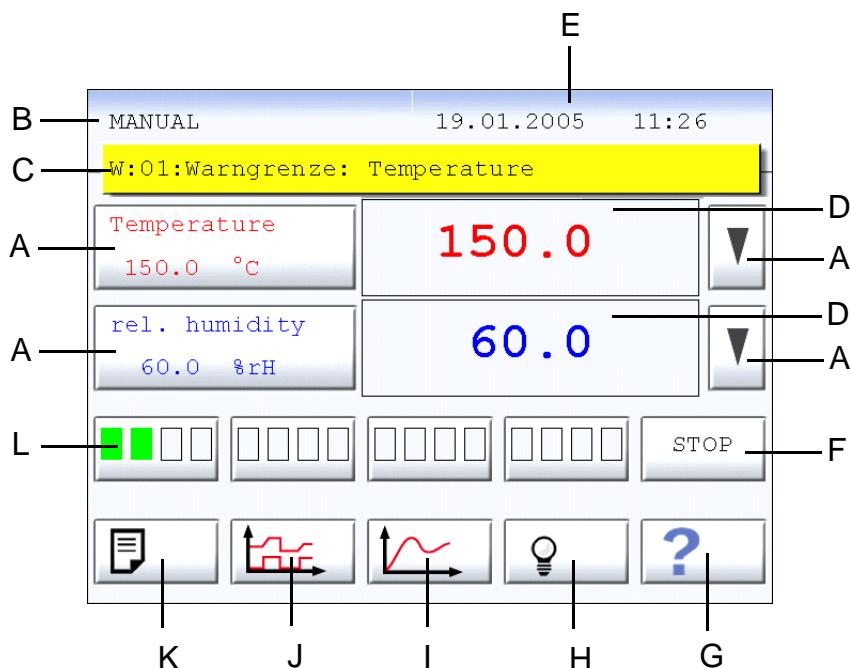 E
B MANUAL 19.01.2005 11:26
C W:01:Warngrenze: Temperature
D
A Temperature 150.0 A
150.0 °C
D
A rel. humidity 60.0 A
60.0 %rH
L STOP F
?
K J I H G